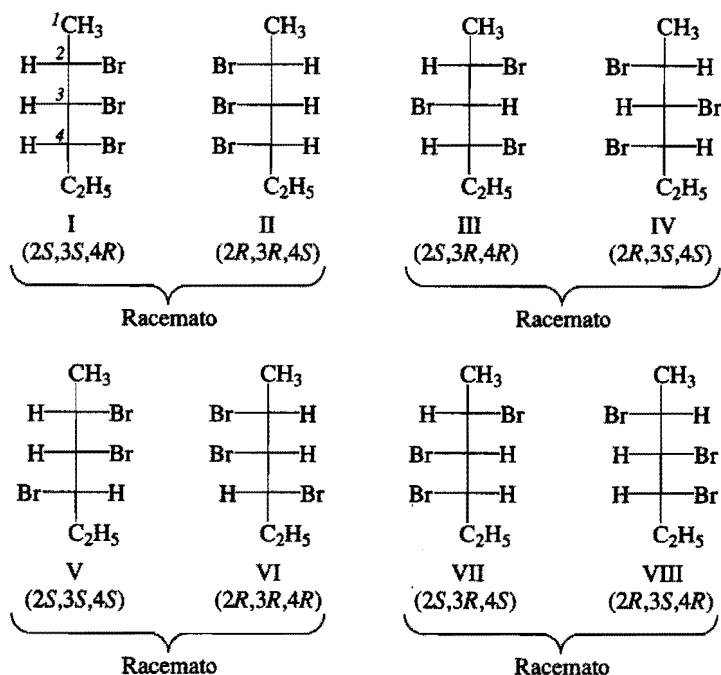 ¹CH₃ CH₃ CH₃ CH₃
H 2 Br Br H H Br Br H
H 3 Br Br H Br H H Br
H 4 Br Br H H Br Br H
C₂H₅ C₂H₅ C₂H₅ C₂H₅
I II III IV
(2S,3S,4R) (2R,3R,4S) (2S,3R,4R) (2R,3S,4S)
Racemato Racemato
CH₃ CH₃ CH₃ CH₃
H Br Br H H Br Br H
H Br Br H Br H H Br
Br H H Br Br H H Br
C₂H₅ C₂H₅ C₂H₅ C₂H₅
V VI VII VIII
(2S,3S,4S) (2R,3R,4R) (2S,3R,4S) (2R,3S,4R)
Racemato Racemato